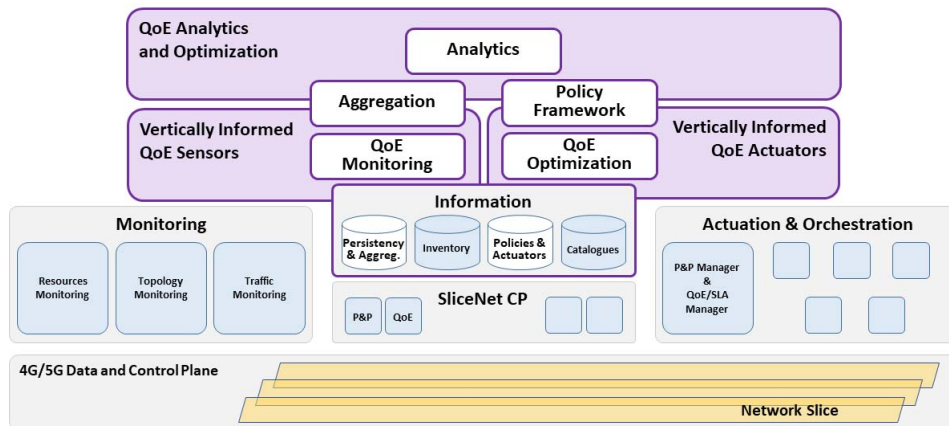 QoE Analytics
and Optimization
Analytics
Aggregation
Policy
Framework
Vertically Informed
QoE Sensors
QoE
Monitoring
QoE
Optimization
Vertically Informed
QoE Actuators
Information
Persistency
& Aggreg.
Inventory
Policies &
Actuators
Catalogues
Monitoring
Resources
Monitoring
Topology
Monitoring
Traffic
Monitoring
SliceNet CP
P&P
QoE
Actuation & Orchestration
P&P Manager
&
QoE/SLA
Manager
4G/5G Data and Control Plane
Network Slice